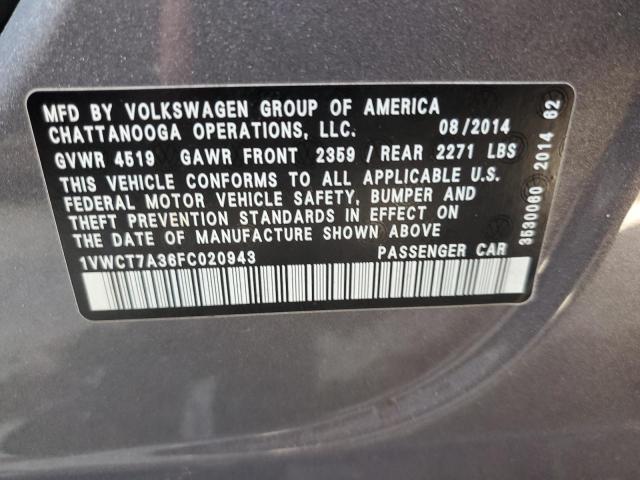 MFD BY VOLKSWAGEN GROUP OF AMERICA
CHATTANOOGA OPERATIONS, LLC. 08/2014
GVWR 4519 GAWR FRONT 2359 / REAR 2271 LBS
THIS VEHICLE CONFORMS TO ALL APPLICABLE U.S.
FEDERAL MOTOR VEHICLE SAFETY, BUMPER AND
THEFT PREVENTION STANDARDS IN EFFECT ON
THE DATE OF MANUFACTURE SHOWN ABOVE
1VWCT7A36FC020943 PASSENGER CAR
3530060 2014 62